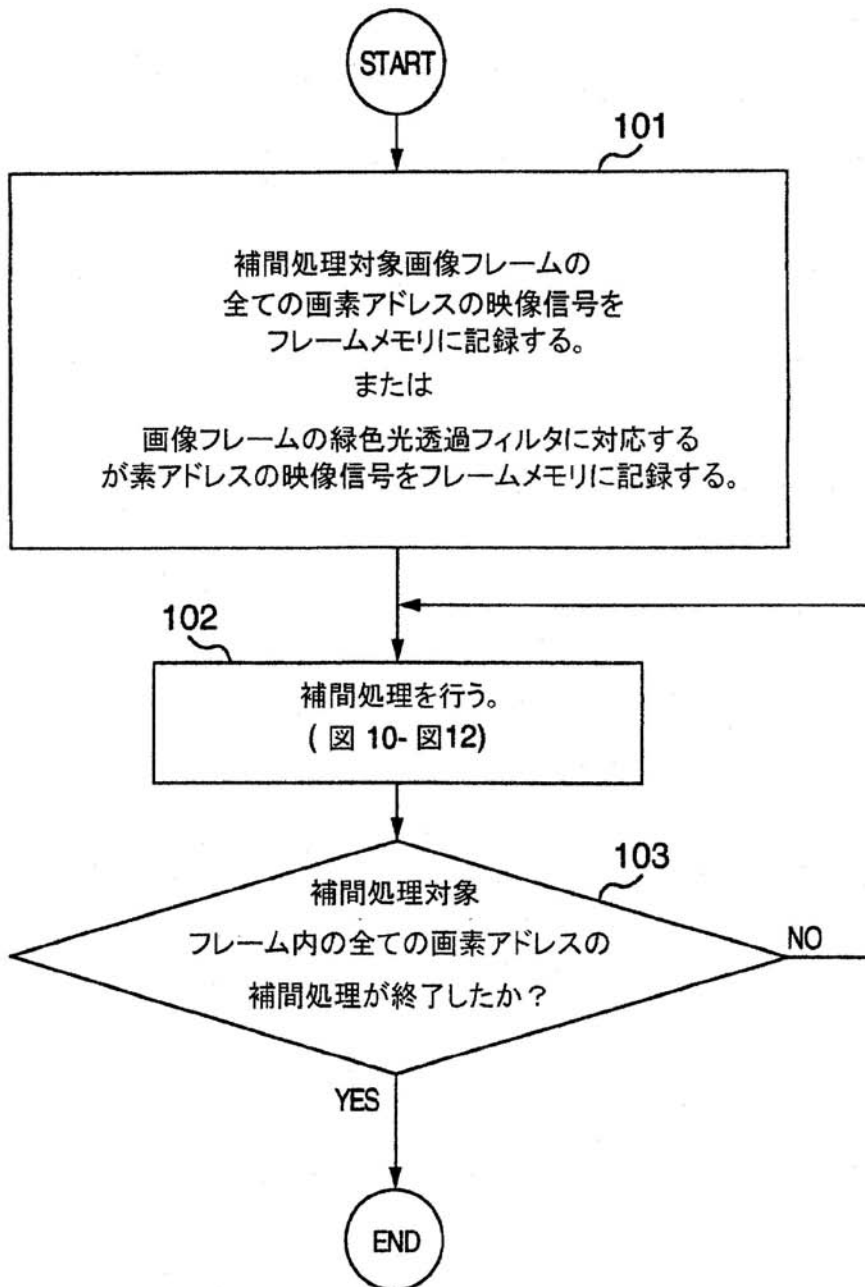 START
101
補間処理対象画像フレームの
全ての画素アドレスの映像信号を
フレームメモリに記録する。
または
画像フレームの緑色光透過フィルタに対応する
が素アドレスの映像信号をフレームメモリに記録する。
102
補間処理を行う。
( 図 10- 図12)
103
補間処理対象
フレーム内の全ての画素アドレスの
補間処理が終了したか？
NO
YES
END